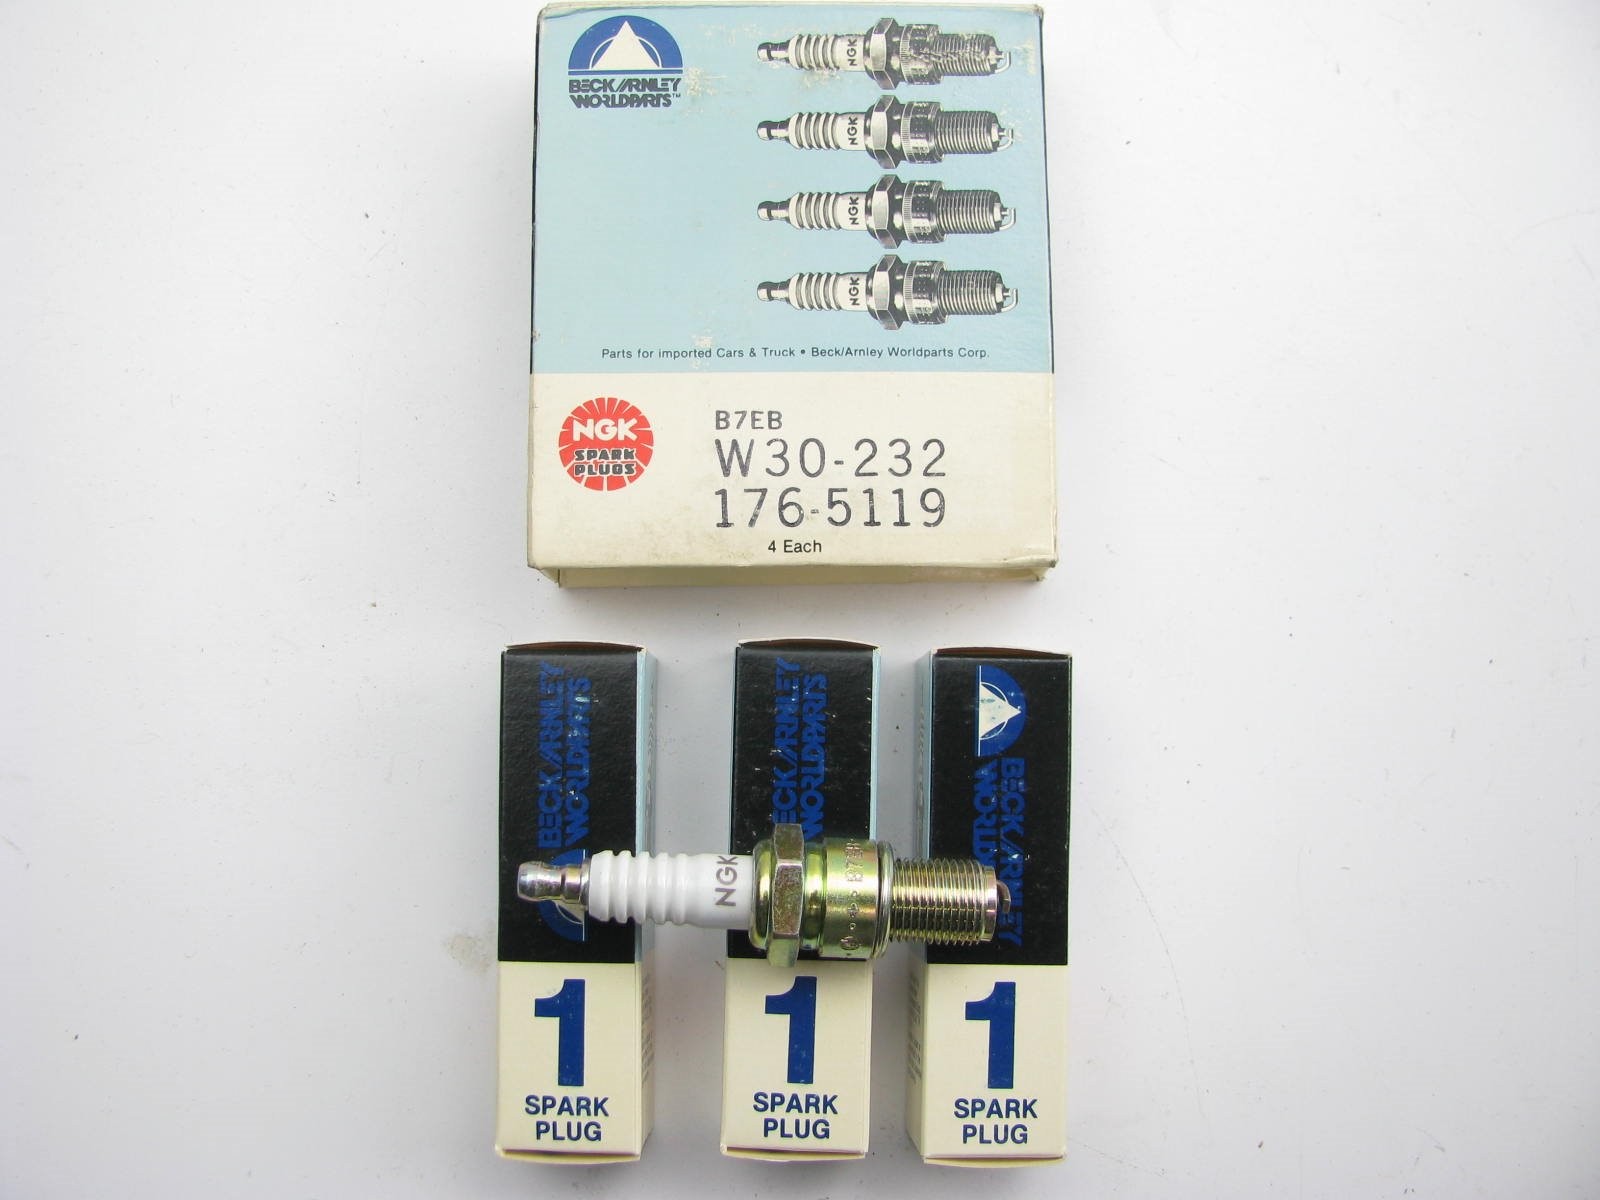 BECK/ARNLEY
WORLDPARTS™
NGK
NGK
NGK
NGK
Parts for imported Cars & Truck • Beck/Arnley Worldparts Corp.
NGK
SPARK
PLUGS
B7EB
W30-232
176-5119
4 Each
BECK/ARNLEY
WORLDPARTS
BECK/ARNLEY
WORLDPARTS
BECK/ARNLEY
NGK
1
SPARK
PLUG
1
SPARK
PLUG
1
SPARK
PLUG